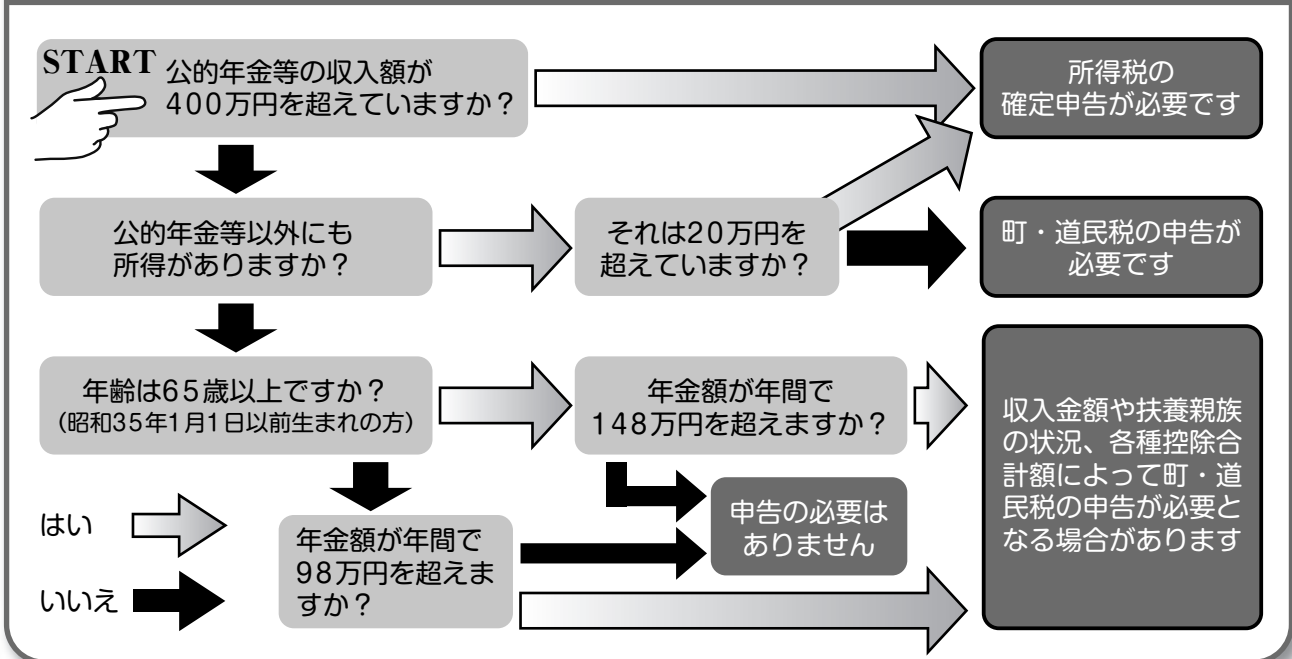 START
公的年金等の収入額が
400万円を超えていますか？
所得税の
確定申告が必要です
公的年金等以外にも
所得がありますか？
それは20万円を
超えていますか？
町・道民税の申告が
必要です
年齢は65歳以上ですか？
（昭和35年1月1日以前生まれの方）
年金額が年間で
148万円を超えますか？
収入金額や扶養親族
の状況、各種控除合
計額によって町・道
民税の申告が必要と
なる場合があります
申告の必要は
ありません
年金額が年間で
98万円を超えま
すか？
はい
いいえ